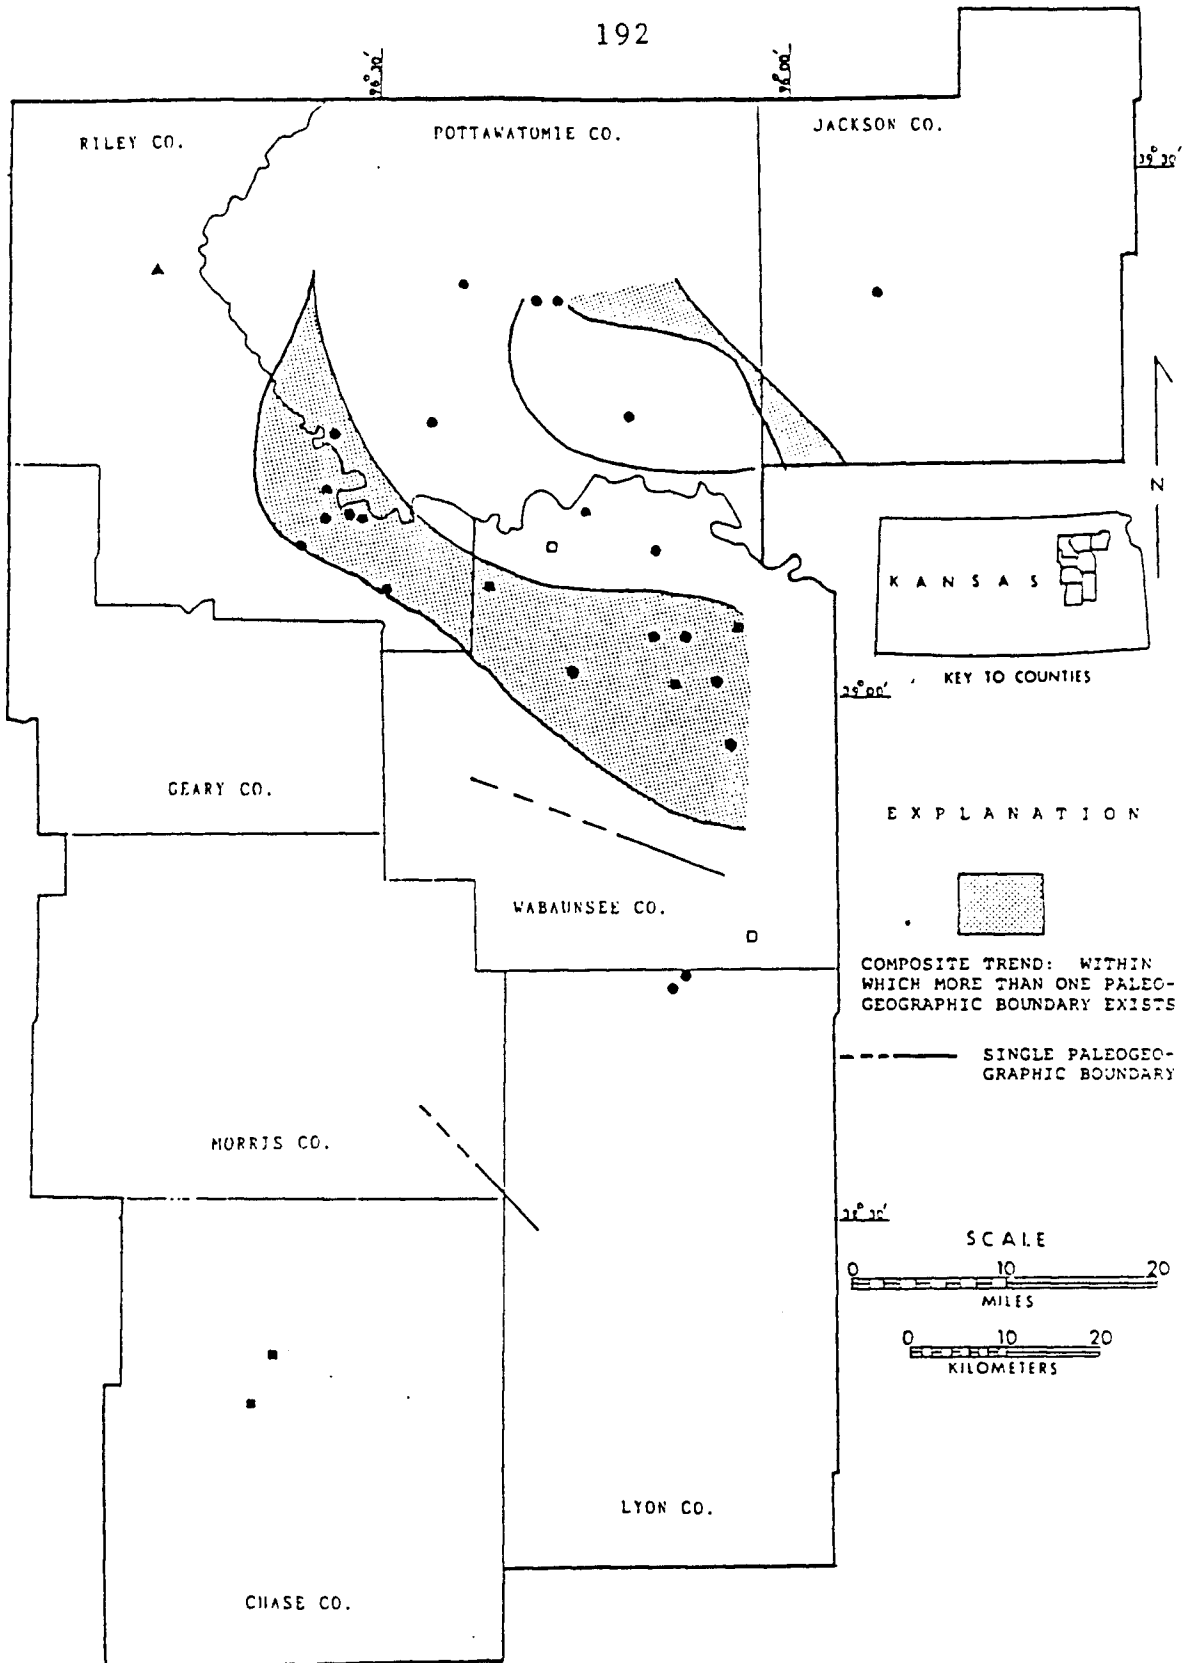 192
96°30'
96°00'
RILEY CO.
POTTAWATOMIE CO.
JACKSON CO.
39°30'
N
KANSAS
KEY TO COUNTIES
39°00'
GEARY CO.
EXPLANATION
WABAUNSEE CO.
COMPOSITE TREND: WITHIN
WHICH MORE THAN ONE PALEO-
GEOGRAPHIC BOUNDARY EXISTS
SINGLE PALEOGEO-
GRAPHIC BOUNDARY
MORRIS CO.
38°30'
SCALE
0 10 20
MILES
0 10 20
KILOMETERS
LYON CO.
CHASE CO.